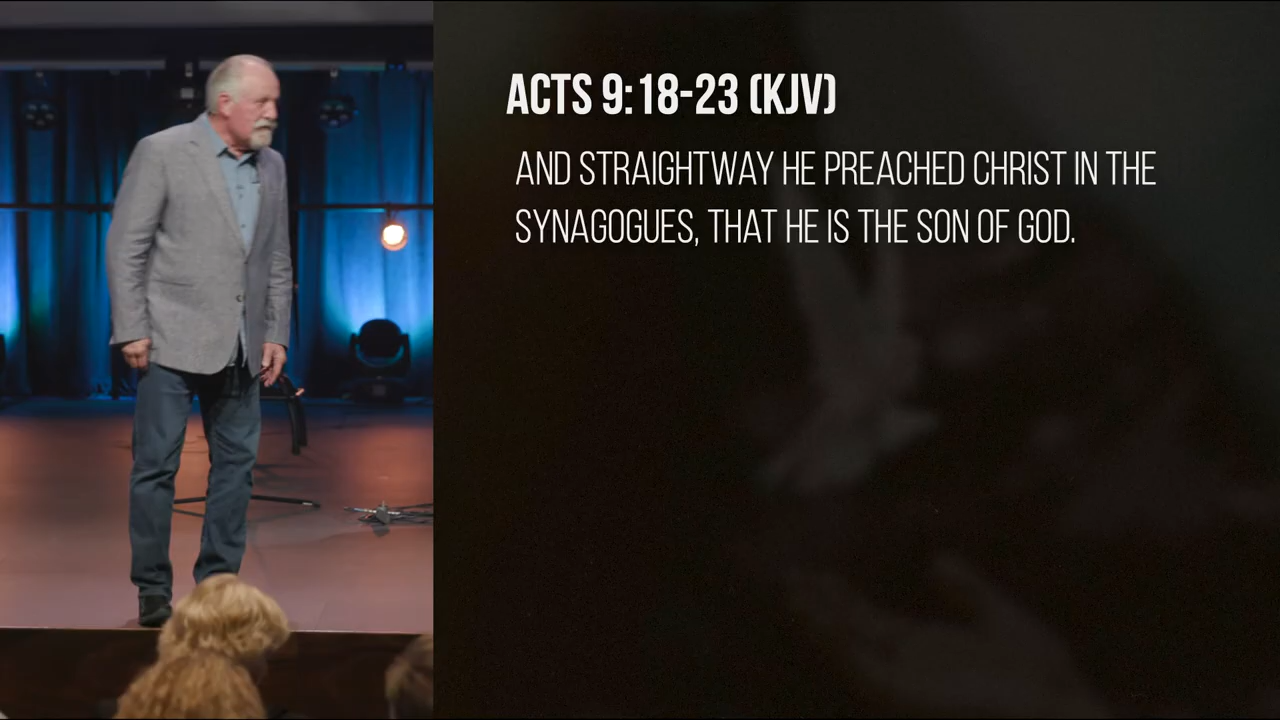 ACTS 9:18-23 (KJV)
AND STRAIGHTWAY HE PREACHED CHRIST IN THE
SYNAGOGUES, THAT HE IS THE SON OF GOD.